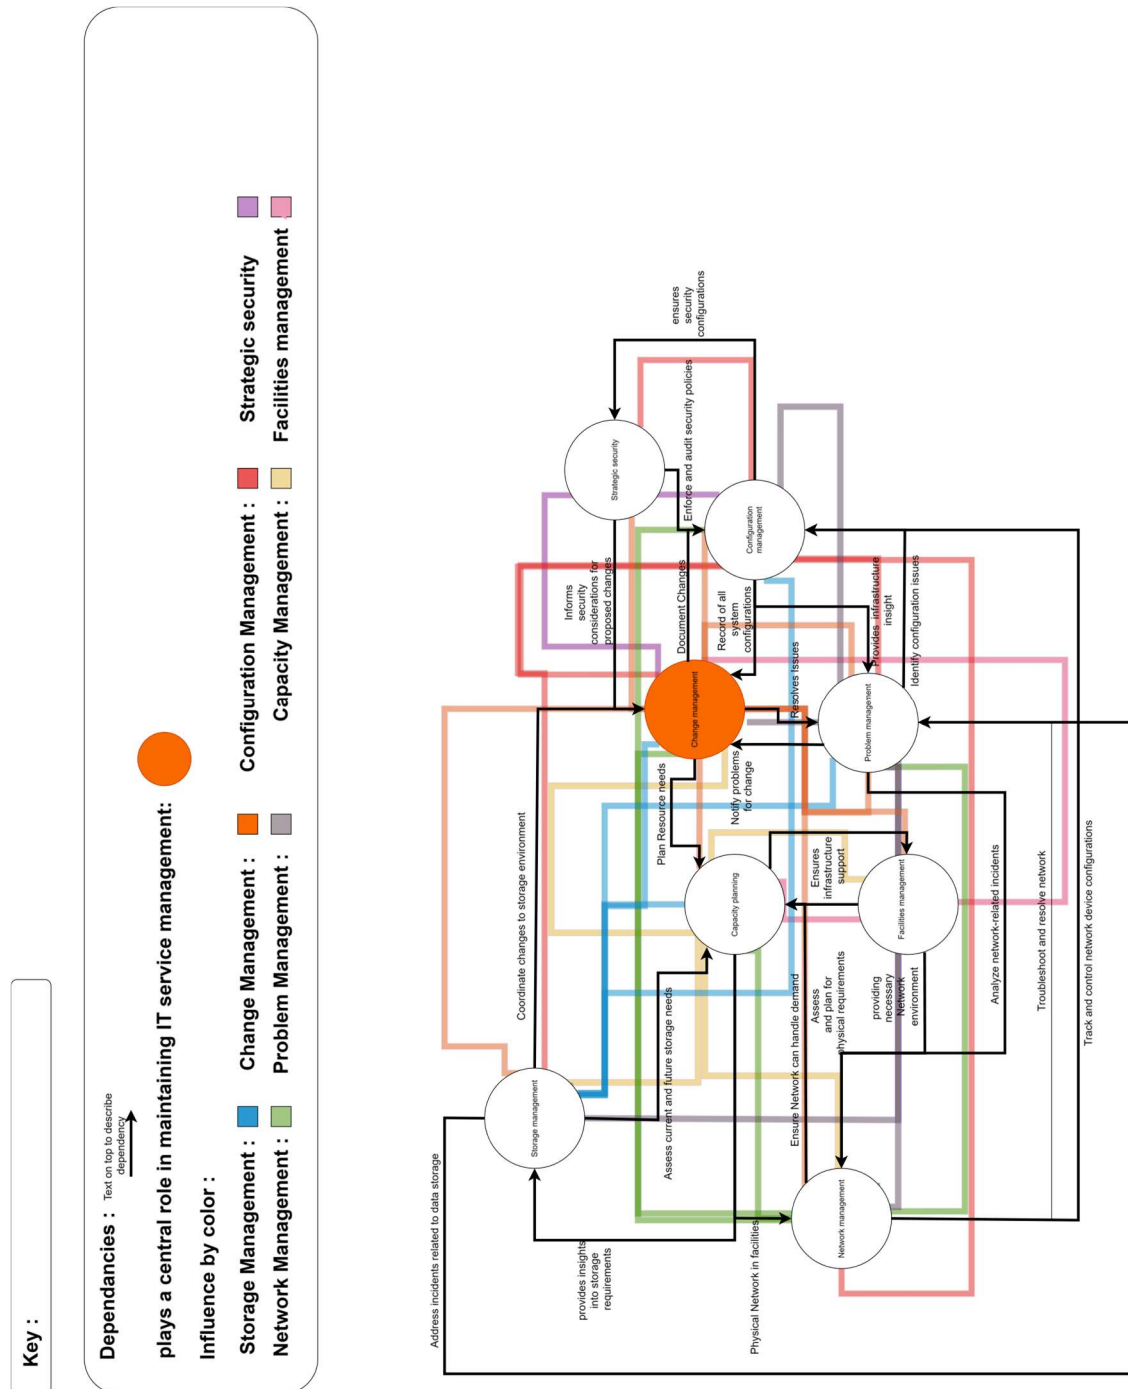 Key :
Dependancies :
Text on top to describe
dependency
plays a central role in maintaining IT service management:
Influence by color :
Storage Management :
Change Management :
Configuration Management :
Strategic security
Network Management :
Problem Management :
Capacity Management :
Facilities management
Address incidents related to data storage
Coordinate changes to storage environment
Storage management
provides insights
into storage
requirements
Informs
security
considerations for
proposed changes
Strategic security
ensures
security
configurations
Enforce and audit security policies
Document Changes
Assess current and future storage needs
Plan Resource needs
Change management
Record of all
system
configurations
Configuration
management
Capacity planning
Notify problems
for change
Resolves Issues
Physical Network in facilities
Ensure Network can handle demand
Assess
and plan for
physical requirements
Ensures
infrastructure
support
Network management
Problem management
Provides infrastructure
insight
Identify configuration issues
providing
necessary
Network
environment
Facilities management
Analyze network-related incidents
Troubleshoot and resolve network
Track and control network device configurations